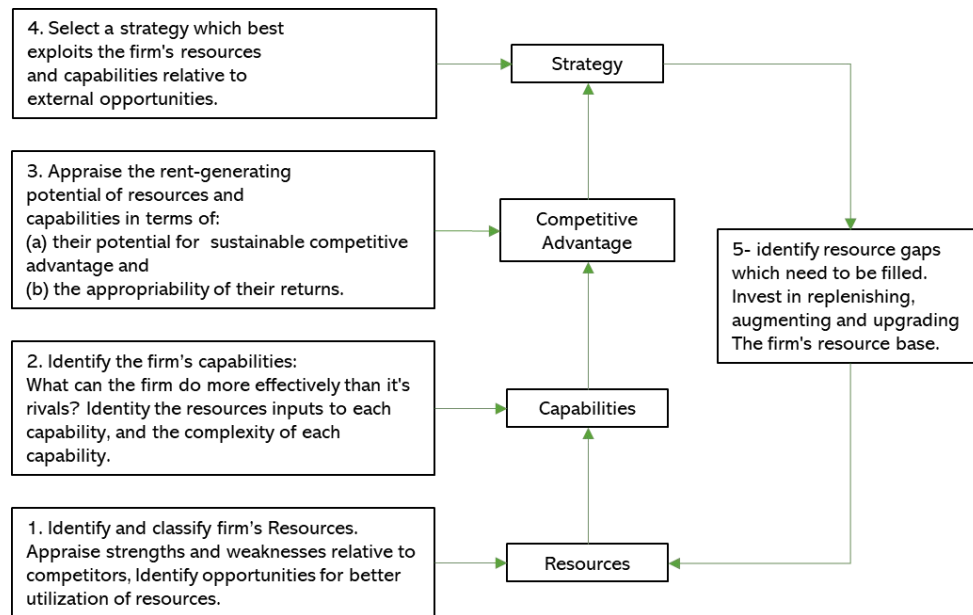 4. Select a strategy which best
exploits the firm's resources
and capabilities relative to
external opportunities.
Strategy
3. Appraise the rent-generating
potential of resources and
capabilities in terms of:
(a) their potential for sustainable competitive
advantage and
(b) the appropriability of their returns.
Competitive
Advantage
5- identify resource gaps
which need to be filled.
Invest in replenishing,
augmenting and upgrading
The firm's resource base.
2. Identify the firm's capabilities:
What can the firm do more effectively than it's
rivals? Identity the resources inputs to each
capability, and the complexity of each
capability.
Capabilities
1. Identify and classify firm's Resources.
Appraise strengths and weaknesses relative to
competitors, Identify opportunities for better
utilization of resources.
Resources